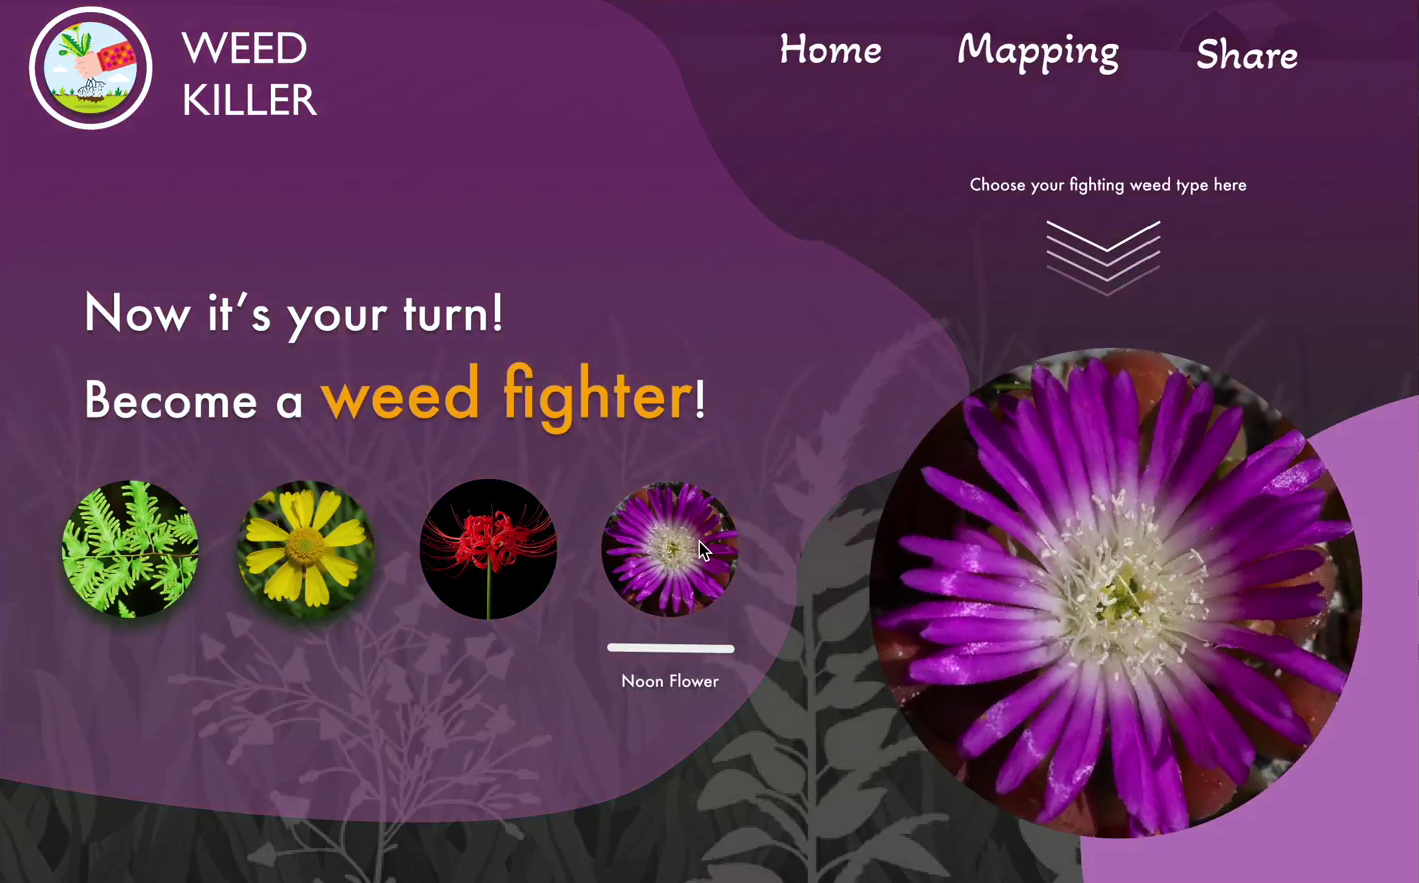 WEED
KILLER
Home
Mapping
Share
Choose your fighting weed type here
Now it’s your turn!
Become a weed fighter!
Noon Flower